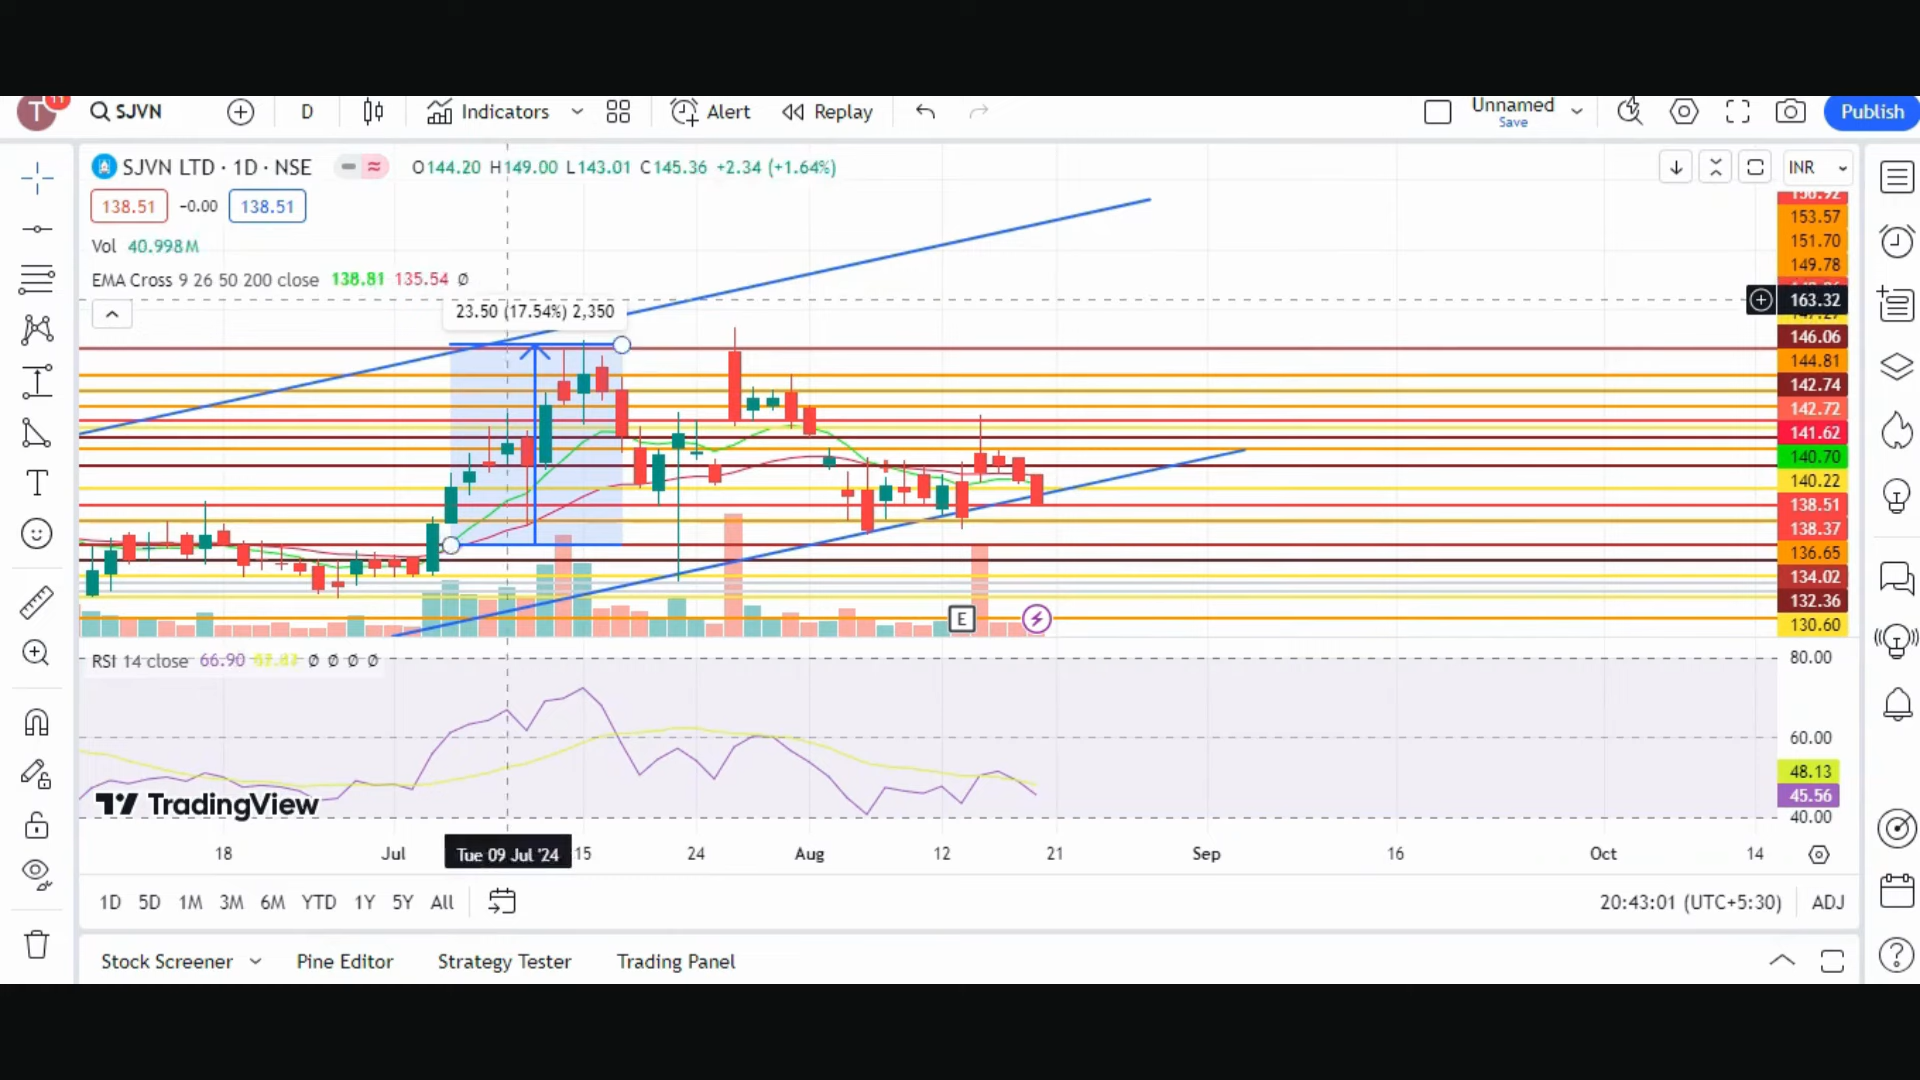 T 11 SJVN D Indicators Alert Replay Unnamed Save Publish
SJVN LTD · 1D · NSE O144.20 H149.00 L143.01 C145.36 +2.34 (+1.64%) INR
138.51 −0.00 138.51
Vol 40.998M
EMA Cross 9 26 50 200 close 138.81 135.54 Ø
23.50 (17.54%) 2,350
153.57
151.70
149.78
163.32
146.06
144.81
142.74
142.72
141.62
140.70
140.22
138.51
138.37
136.65
134.02
132.36
130.60
E
RSI 14 close 66.90 Ø Ø Ø Ø
80.00
60.00
48.13
45.56
40.00
TradingView
18 Jul Tue 09 Jul '24 15 24 Aug 12 21 Sep 16 Oct 14
1D 5D 1M 3M 6M YTD 1Y 5Y All 20:43:01 (UTC+5:30) ADJ
Stock Screener Pine Editor Strategy Tester Trading Panel